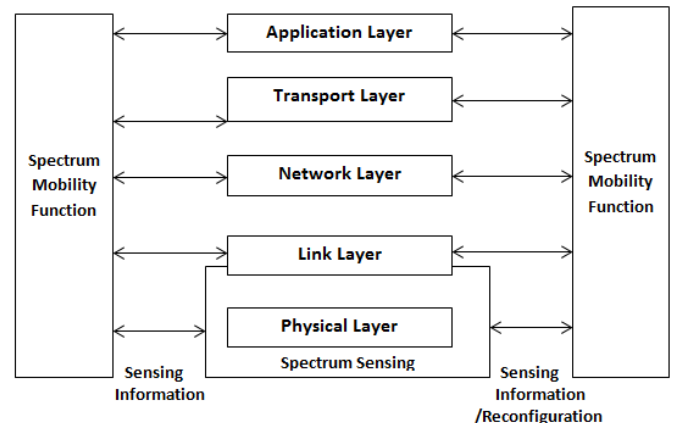 Application Layer
Transport Layer
Spectrum
Mobility
Function
Network Layer
Spectrum
Mobility
Function
Link Layer
Physical Layer
Spectrum Sensing
Sensing
Information
Sensing
Information
/Reconfiguration